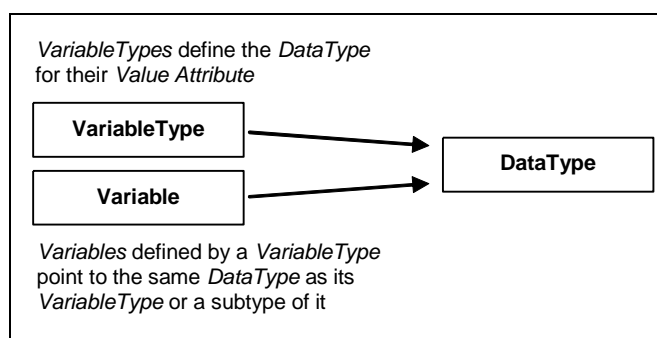 VariableTypes define the DataType
for their Value Attribute
VariableType
DataType
Variable
Variables defined by a VariableType
point to the same DataType as its
VariableType or a subtype of it